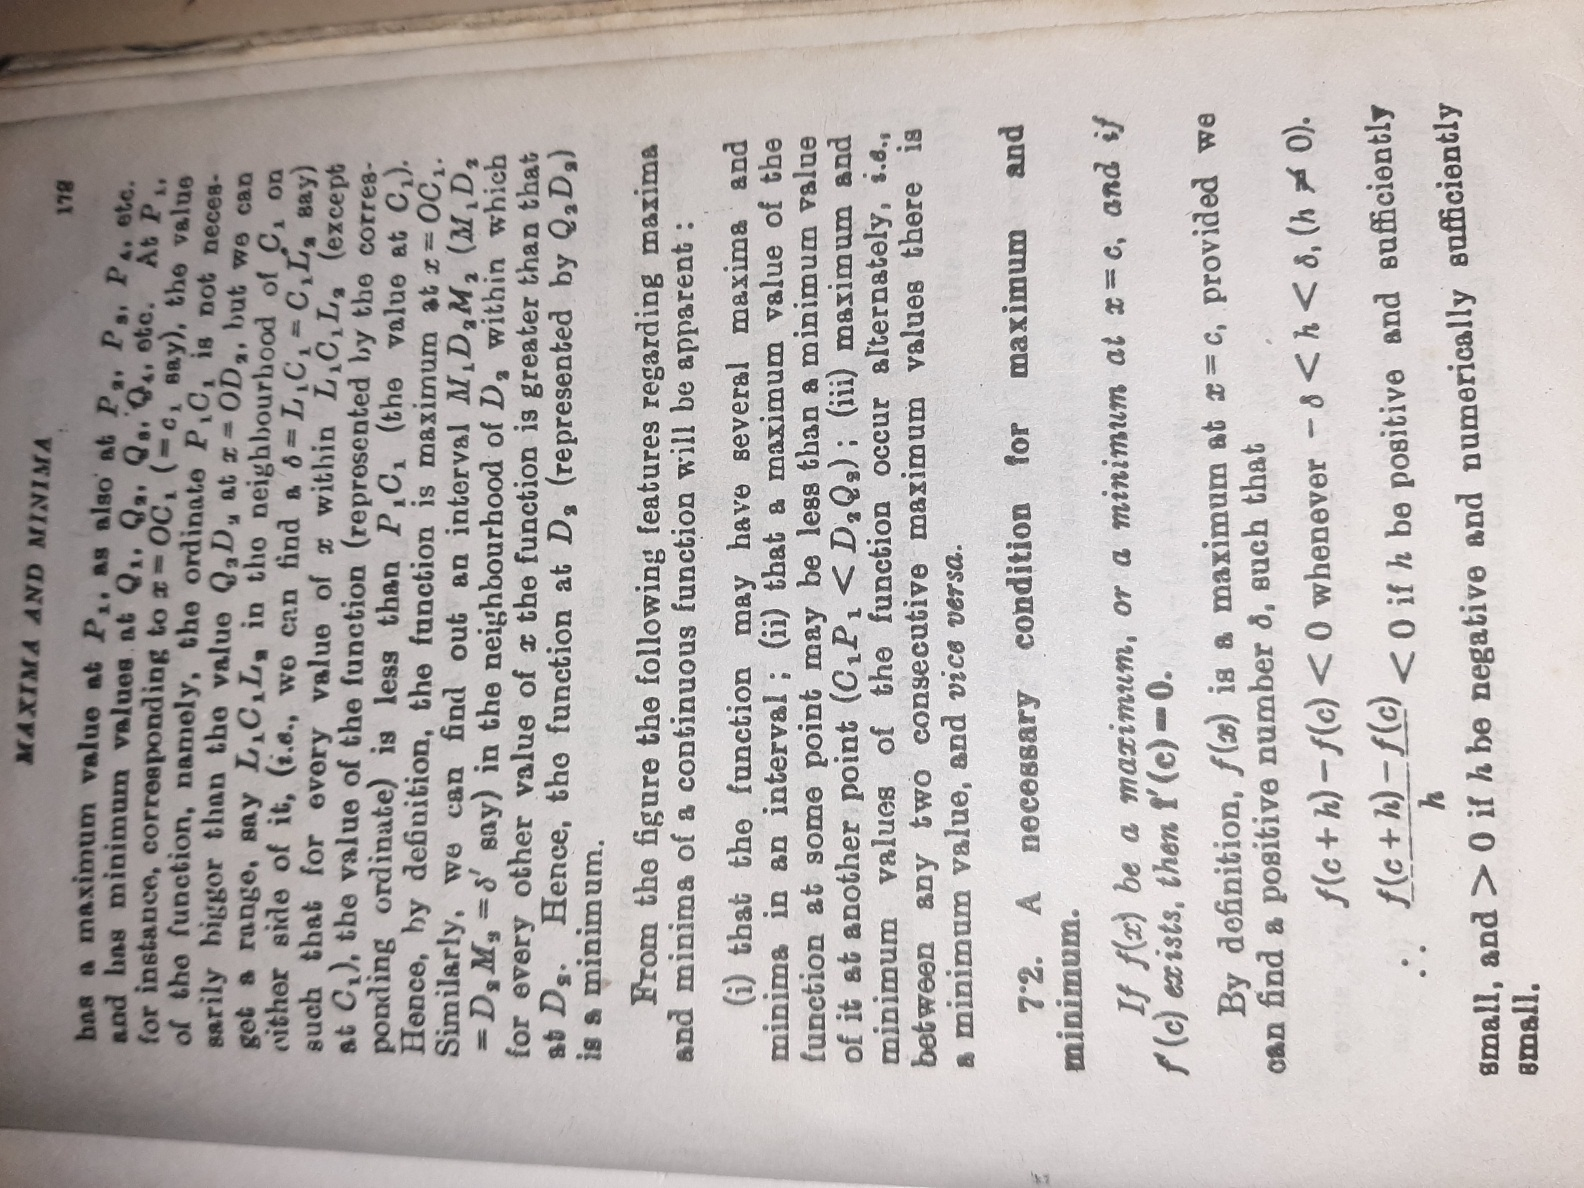 MAXIMA AND MINIMA 173
has a maximum value at P₁, as also at P₂, P₃, P₄, etc.
and has minimum values at Q₁, Q₂, Q₃, Q₄, etc. At P₁,
for instance, corresponding to x=OC₁ (=c₁ say), the value
of the function, namely, the ordinate P₁C₁ is not neces-
sarily bigger than the value Q₂D₂ at x=OD₂, but we can
get a range, say L₁C₁L₂ in the neighbourhood of C₁ on
either side of it, (i.e., we can find a δ=L₁C₁=C₁L₂ say)
such that for every value of x within L₁C₁L₂ (except
at C₁), the value of the function (represented by the corres-
ponding ordinate) is less than P₁C₁ (the value at C₁).
Hence, by definition, the function is maximum at x=OC₁.
Similarly, we can find out an interval M₁D₂M₂ (M₁D₂
=D₂M₂=δ′ say) in the neighbourhood of D₂ within which
for every other value of x the function is greater than that
at D₂. Hence, the function at D₂ (represented by Q₂D₂)
is a minimum.
From the figure the following features regarding maxima
and minima of a continuous function will be apparent :
(i) that the function may have several maxima and
minima in an interval ; (ii) that a maximum value of the
function at some point may be less than a minimum value
of it at another point (C₁P₁ < D₂Q₂) ; (iii) maximum and
minimum values of the function occur alternately, i.e.,
between any two consecutive maximum values there is
a minimum value, and vice versa.
7·2. A necessary condition for maximum and
minimum.
If f(x) be a maximum, or a minimum at x=c, and if
f′(c) exists, then f′(c)=0.
By definition, f(x) is a maximum at x=c, provided we
can find a positive number δ, such that
f(c+h)−f(c) < 0 whenever −δ < h < δ, (h ≠ 0).
∴ f(c+h)−f(c)/h < 0 if h be positive and sufficiently
small, and > 0 if h be negative and numerically sufficiently
small.